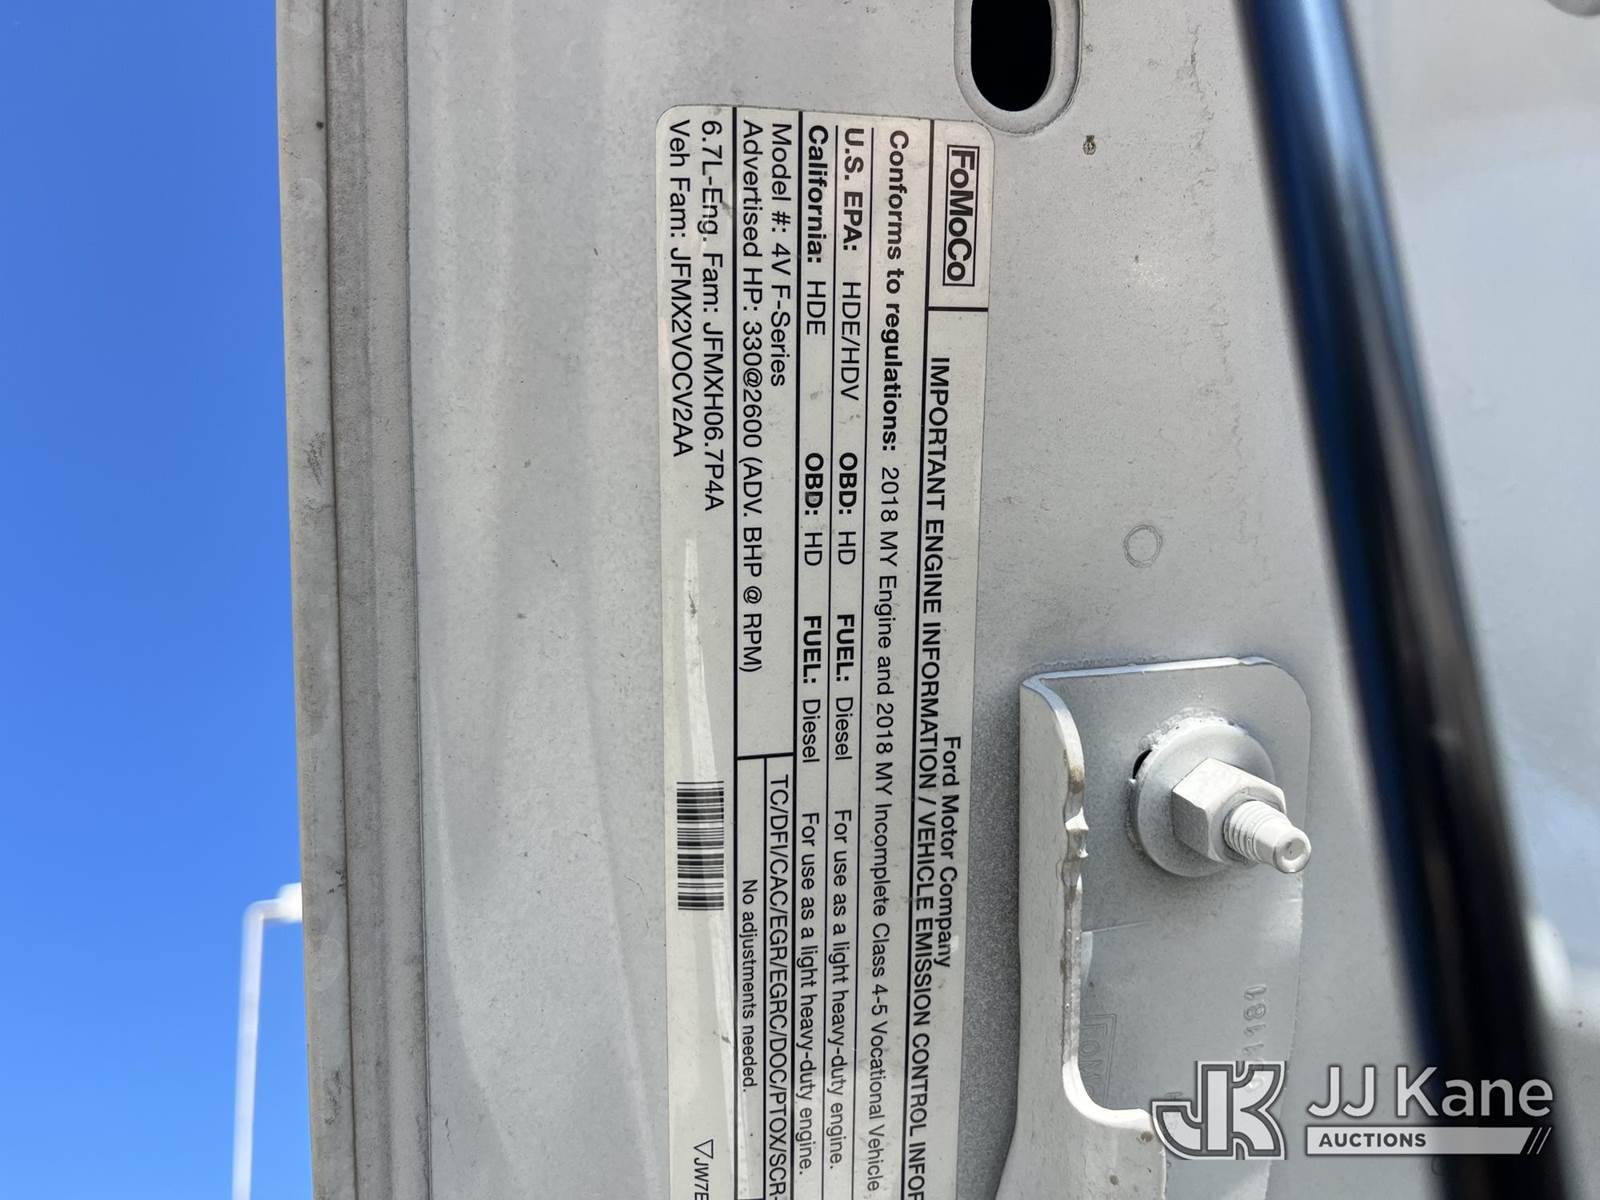 FoMoCo
Ford Motor Company
IMPORTANT ENGINE INFORMATION / VEHICLE EMISSION CONTROL INFOR
Conforms to regulations: 2018 MY Engine and 2018 MY Incomplete Class 4-5 Vocational Vehicle
U.S. EPA: HDE/HDV OBD: HD FUEL: Diesel For use as a light heavy-duty engine.
California: HDE OBD: HD FUEL: Diesel For use as a light heavy-duty engine.
Model #: 4V F-Series
Advertised HP: 330@2600 (ADV. BHP @ RPM)
TC/DFI/CAC/EGR/EGRC/DOC/PTOX/SCR-
No adjustments needed.
6.7L-Eng. Fam: JFMXH06.7P4A
Veh Fam: JFMX2VOCV2AA
JW7E
JJ Kane
AUCTIONS